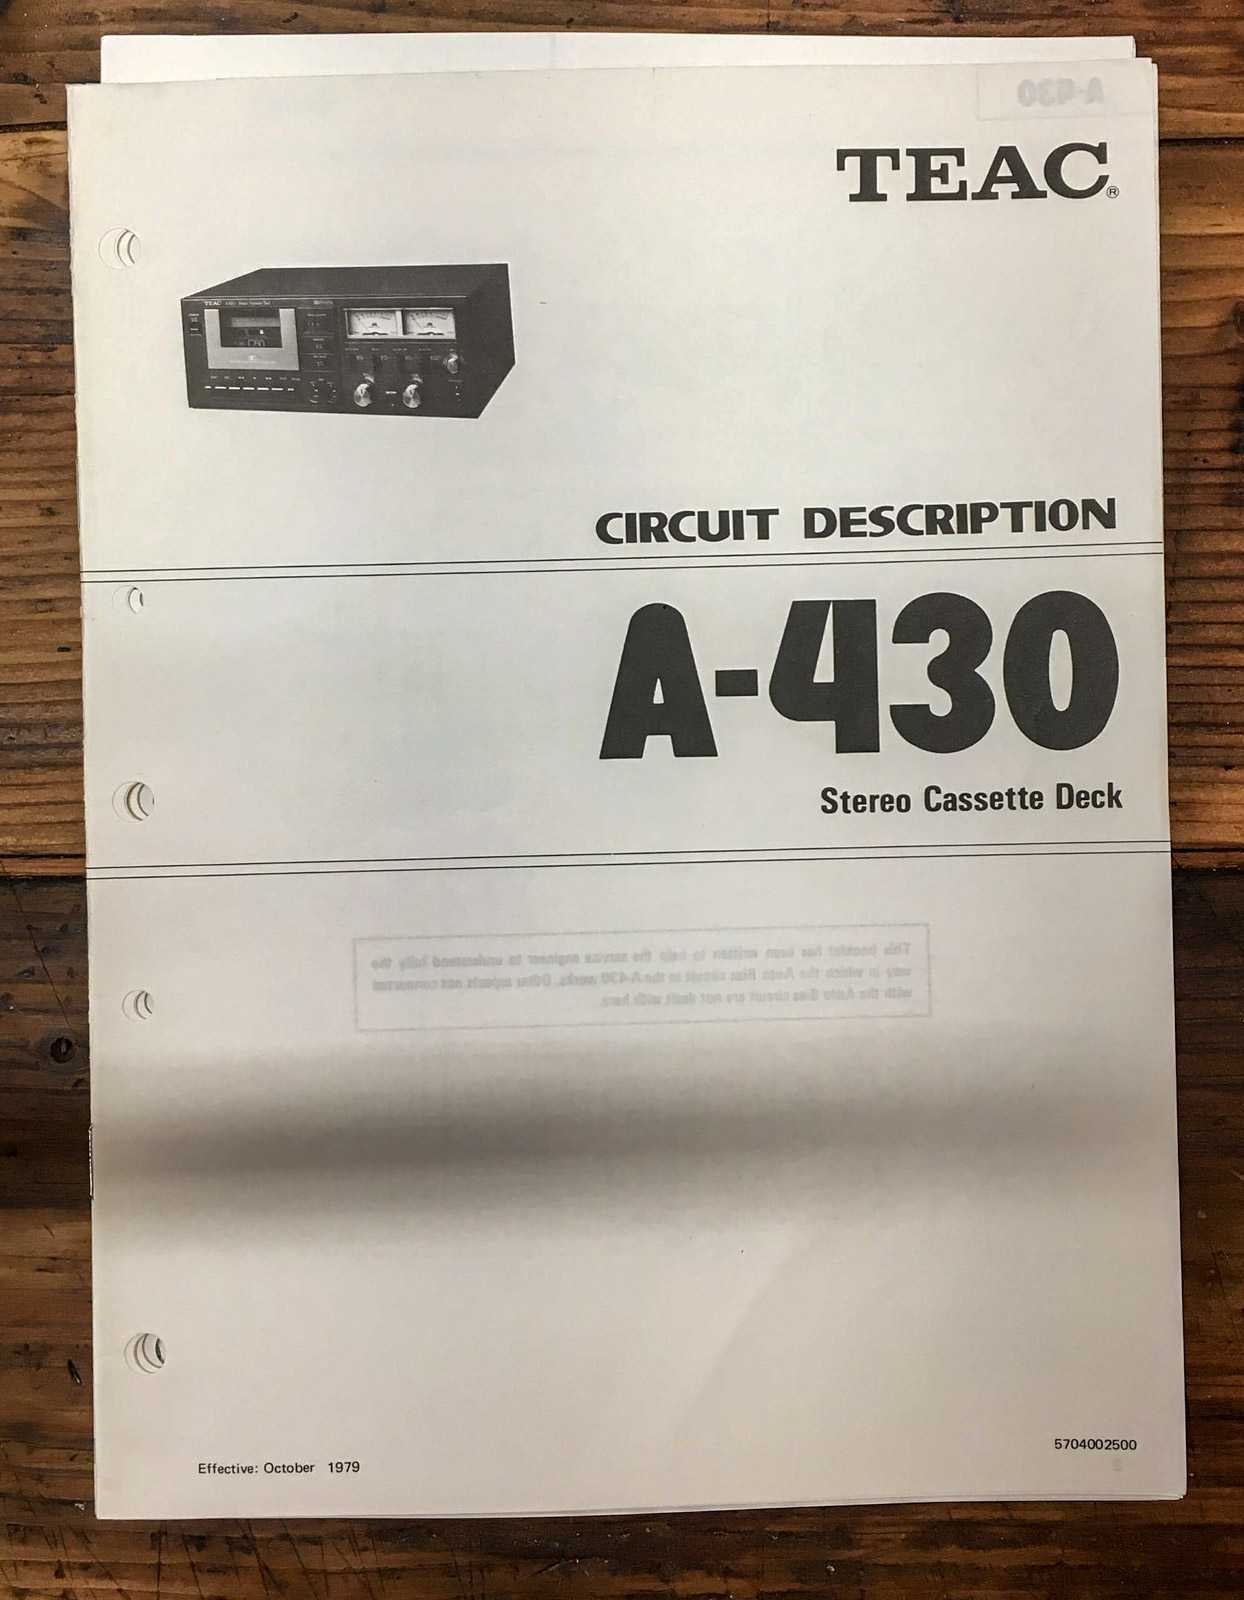 A-430
TEAC®
TEAC
CIRCUIT DESCRIPTION
A-430
Stereo Cassette Deck
This booklet has been written to help the service engineer to understand fully the
way in which the Auto Bias circuit in the A-430 works. Other aspects not connected
with the Auto Bias circuit are not dealt with here.
5704002500
2
Effective: October 1979